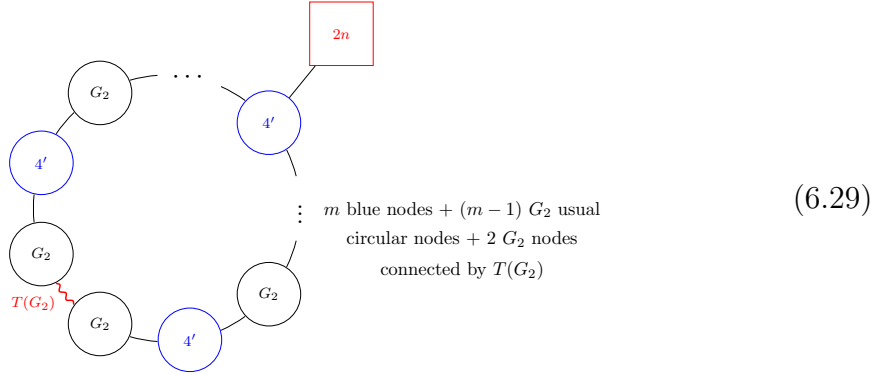 2n
G₂
···
4′
4′
⋮
m blue nodes + (m − 1) G₂ usual
circular nodes + 2 G₂ nodes
connected by T(G₂)
(6.29)
G₂
G₂
T(G₂)
G₂
4′